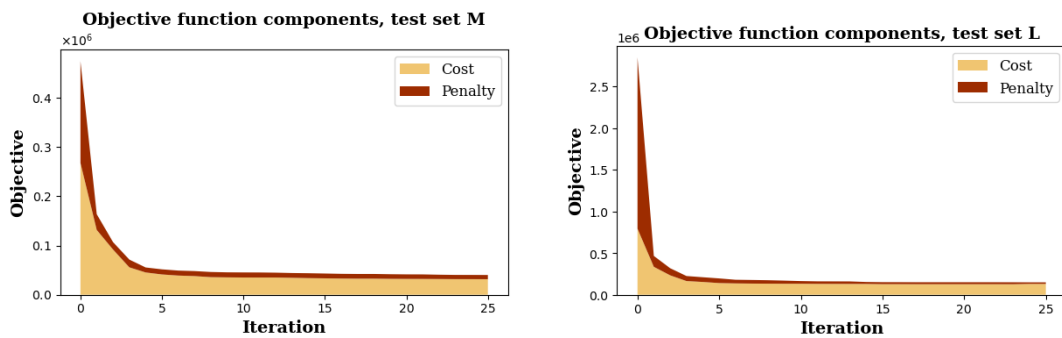 Objective function components, test set M
×10⁶
Cost
Penalty
0.4
0.3
0.2
0.1
0.0
Objective
0
5
10
15
20
25
Iteration
Objective function components, test set L
1e6
Cost
Penalty
2.5
2.0
1.5
1.0
0.5
0.0
Objective
0
5
10
15
20
25
Iteration